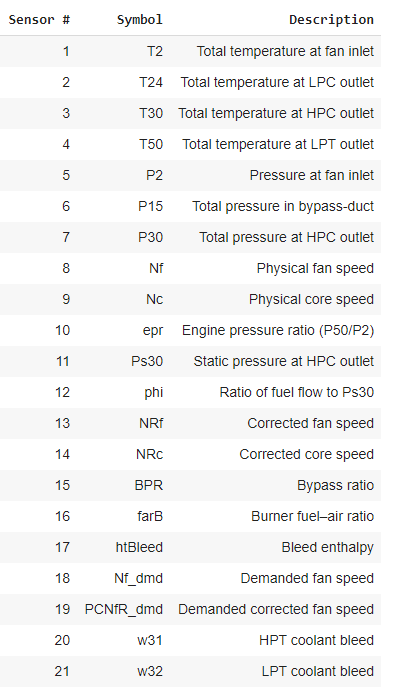 Sensor # Symbol Description
1 T2 Total temperature at fan inlet
2 T24 Total temperature at LPC outlet
3 T30 Total temperature at HPC outlet
4 T50 Total temperature at LPT outlet
5 P2 Pressure at fan inlet
6 P15 Total pressure in bypass-duct
7 P30 Total pressure at HPC outlet
8 Nf Physical fan speed
9 Nc Physical core speed
10 epr Engine pressure ratio (P50/P2)
11 Ps30 Static pressure at HPC outlet
12 phi Ratio of fuel flow to Ps30
13 NRf Corrected fan speed
14 NRc Corrected core speed
15 BPR Bypass ratio
16 farB Burner fuel–air ratio
17 htBleed Bleed enthalpy
18 Nf_dmd Demanded fan speed
19 PCNfR_dmd Demanded corrected fan speed
20 w31 HPT coolant bleed
21 w32 LPT coolant bleed